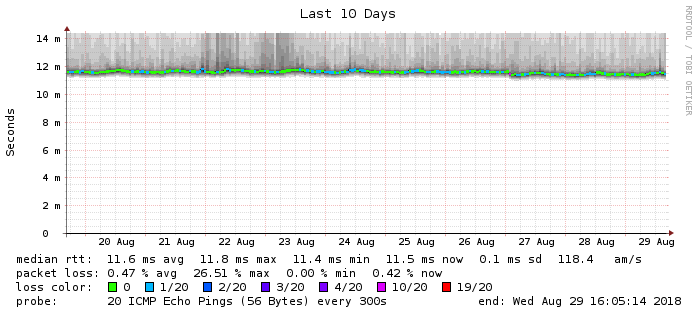 Last 10 Days
RRDTOOL / TOBI OETIKER
Seconds
14 m
12 m
10 m
8 m
6 m
4 m
2 m
0
20 Aug 21 Aug 22 Aug 23 Aug 24 Aug 25 Aug 26 Aug 27 Aug 28 Aug 29 Aug
median rtt: 11.6 ms avg 11.8 ms max 11.4 ms min 11.5 ms now 0.1 ms sd 118.4 am/s
packet loss: 0.47 % avg 26.51 % max 0.00 % min 0.42 % now
loss color: 0 1/20 2/20 3/20 4/20 10/20 19/20
probe: 20 ICMP Echo Pings (56 Bytes) every 300s end: Wed Aug 29 16:05:14 2018